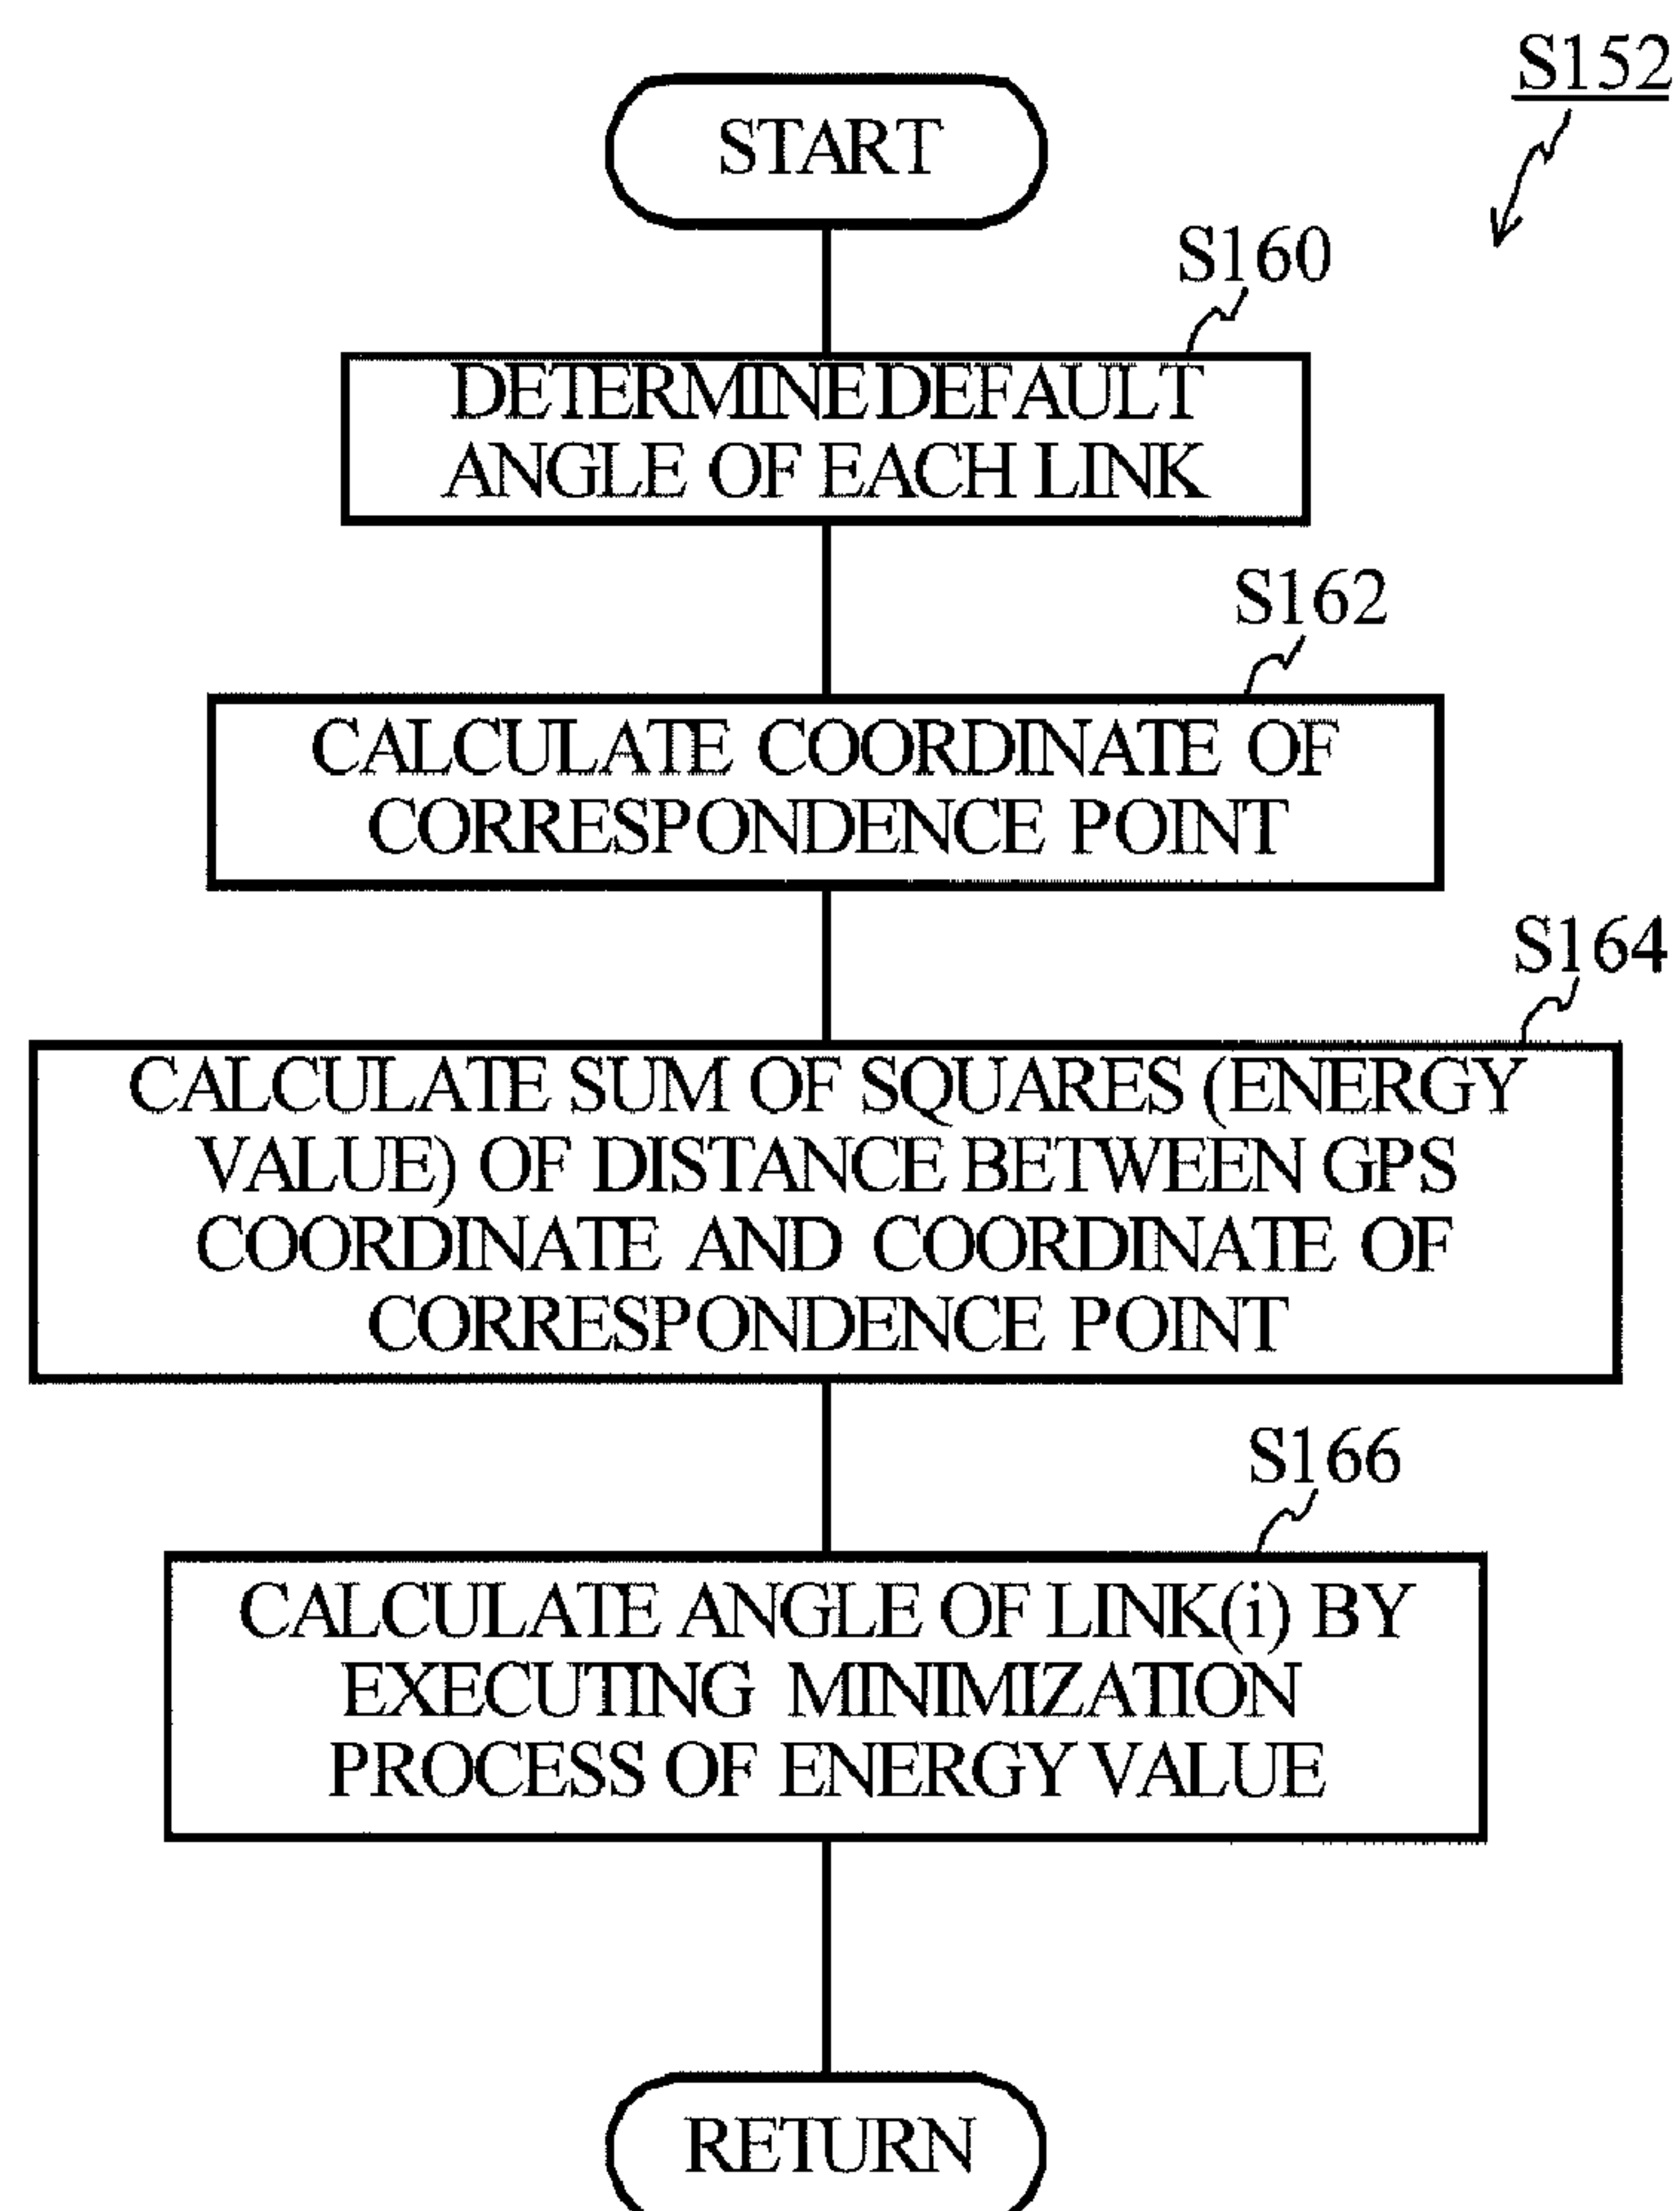 S152
START
S160
DETERMINE DEFAULT
ANGLE OF EACH LINK
S162
CALCULATE COORDINATE OF
CORRESPONDENCE POINT
S164
CALCULATE SUM OF SQUARES (ENERGY
VALUE) OF DISTANCE BETWEEN GPS
COORDINATE AND COORDINATE OF
CORRESPONDENCE POINT
S166
CALCULATE ANGLE OF LINK(i) BY
EXECUTING MINIMIZATION
PROCESS OF ENERGY VALUE
RETURN